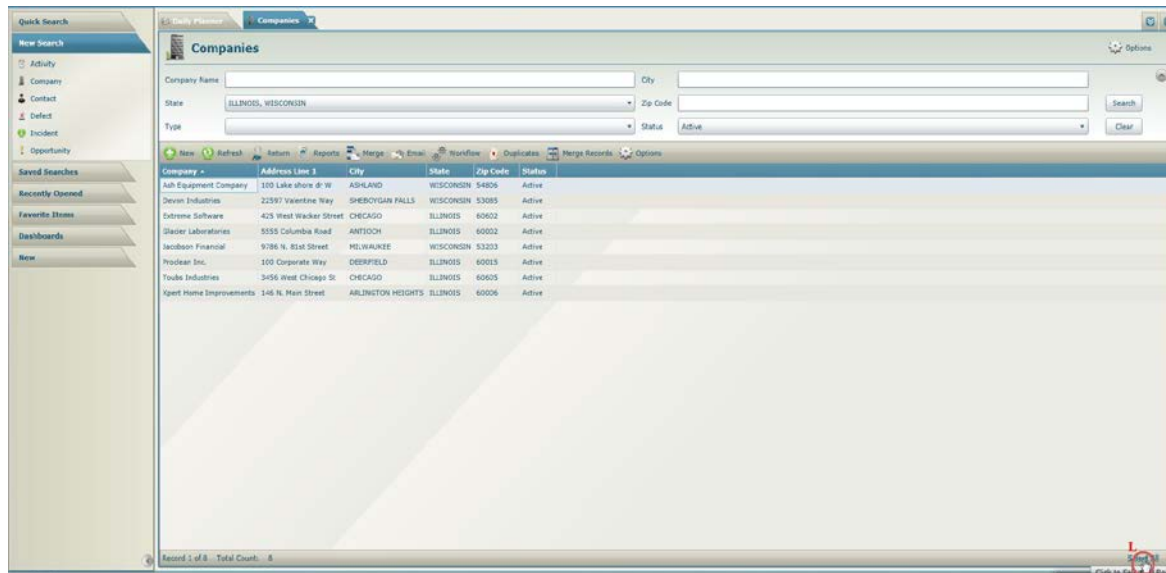 Quick Search
New Search
Activity
Company
Contact
Defect
Incident
Opportunity
Saved Searches
Recently Opened
Favorite Items
Dashboards
New
Daily Planner Companies X
Companies
Options
Company Name City
State ILLINOIS, WISCONSIN Zip Code Search
Type Status Active Clear
New Refresh Return Reports Merge Email Workflow Duplicates Merge Records Options
Company Address Line 1 City State Zip Code Status
Ash Equipment Company 100 Lake shore dr W ASHLAND WISCONSIN 54806 Active
Devon Industries 22597 Valentine Way SHEBOYGAN FALLS WISCONSIN 53085 Active
Extreme Software 425 West Wacker Street CHICAGO ILLINOIS 60602 Active
Glacier Laboratories 5555 Columbia Road ANTIOCH ILLINOIS 60002 Active
Jacobson Financial 9786 N. 81st Street MILWAUKEE WISCONSIN 53203 Active
Proclean Inc. 100 Corporate Way DEERFIELD ILLINOIS 60015 Active
Toubs Industries 3456 West Chicago St CHICAGO ILLINOIS 60605 Active
Xpert Home Improvements 146 N. Main Street ARLINGTON HEIGHTS ILLINOIS 60006 Active
Record 1 of 8 Total Count: 8
L
Click to